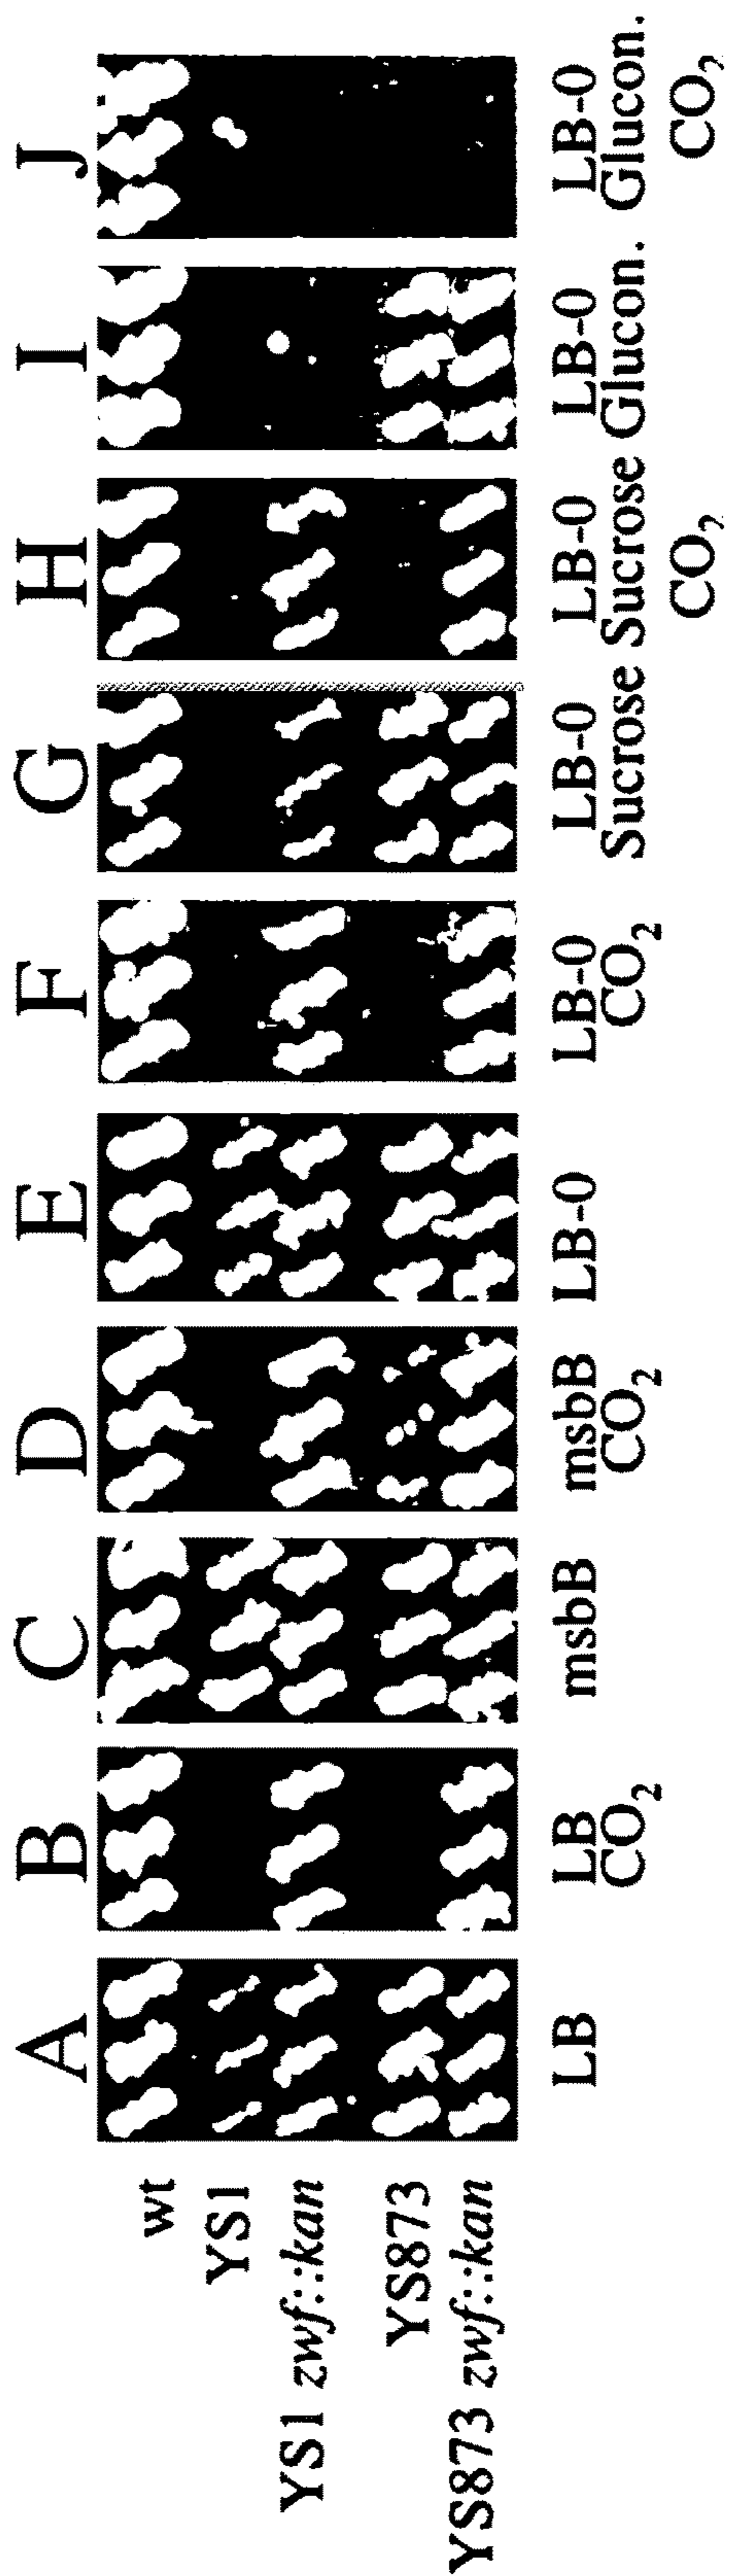 A B C D E F G H I J
wt
YS1
YS1 zwf::kan
YS873
YS873 zwf::kan
LB
LB
CO2
msbB
msbB
CO2
LB-0
LB-0
CO2
LB-0
Sucrose
LB-0
Sucrose
CO2
LB-0
Glucon.
LB-0
Glucon.
CO2